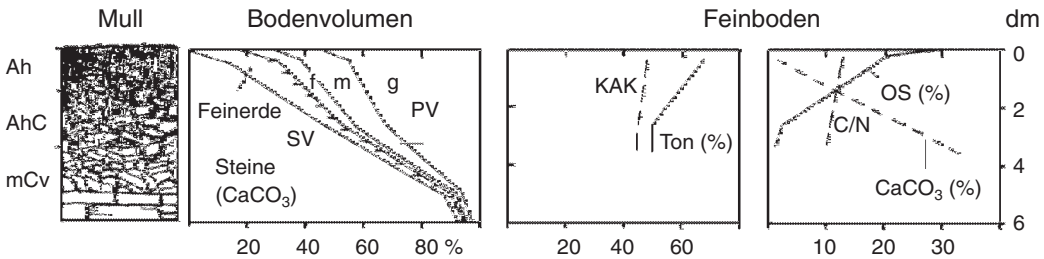 Mull
Bodenvolumen
Feinboden
dm
Ah
AhC
mCv
Feinerde
f
m
g
PV
SV
Steine
(CaCO₃)
20
40
60
80 %
KAK
Ton (%)
20
40
60
OS (%)
C/N
CaCO₃ (%)
10
20
30
0
2
4
6